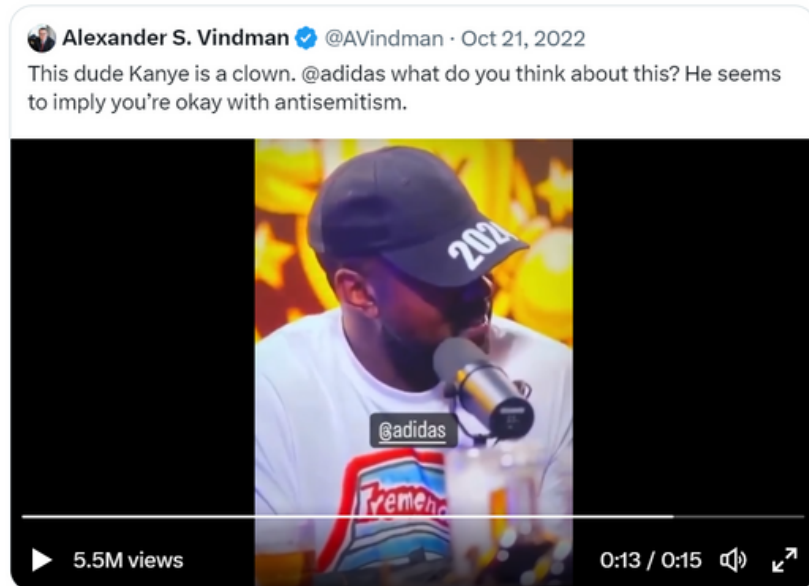 Alexander S. Vindman @AVindman · Oct 21, 2022
This dude Kanye is a clown. @adidas what do you think about this? He seems
to imply you’re okay with antisemitism.
2024
@adidas
Tremend
5.5M views
0:13 / 0:15